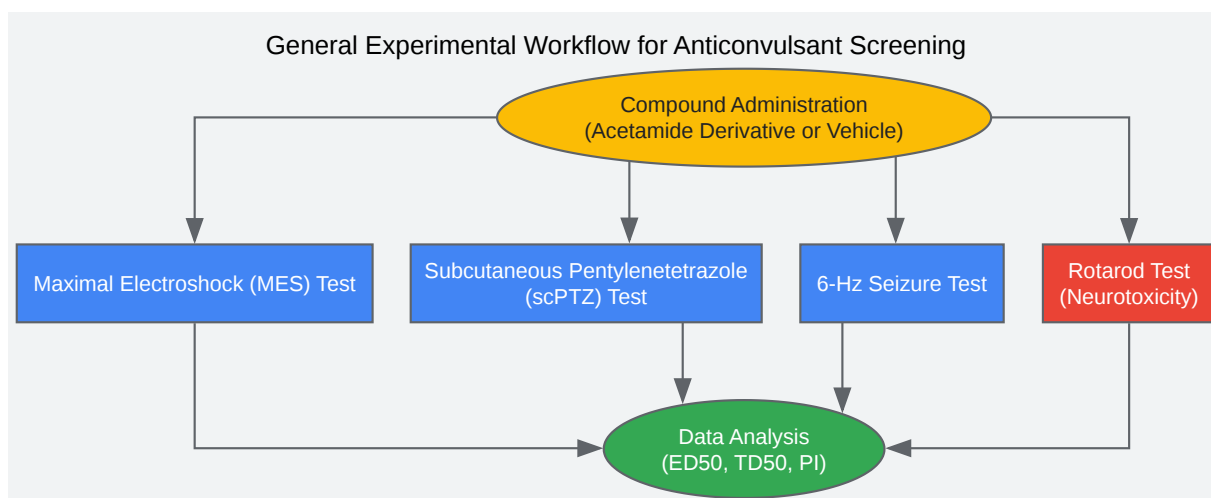 General Experimental Workflow for Anticonvulsant Screening
Compound Administration
(Acetamide Derivative or Vehicle)
Maximal Electroshock (MES) Test
Subcutaneous Pentylenetetrazole
(scPTZ) Test
6-Hz Seizure Test
Rotarod Test
(Neurotoxicity)
Data Analysis
(ED50, TD50, PI)